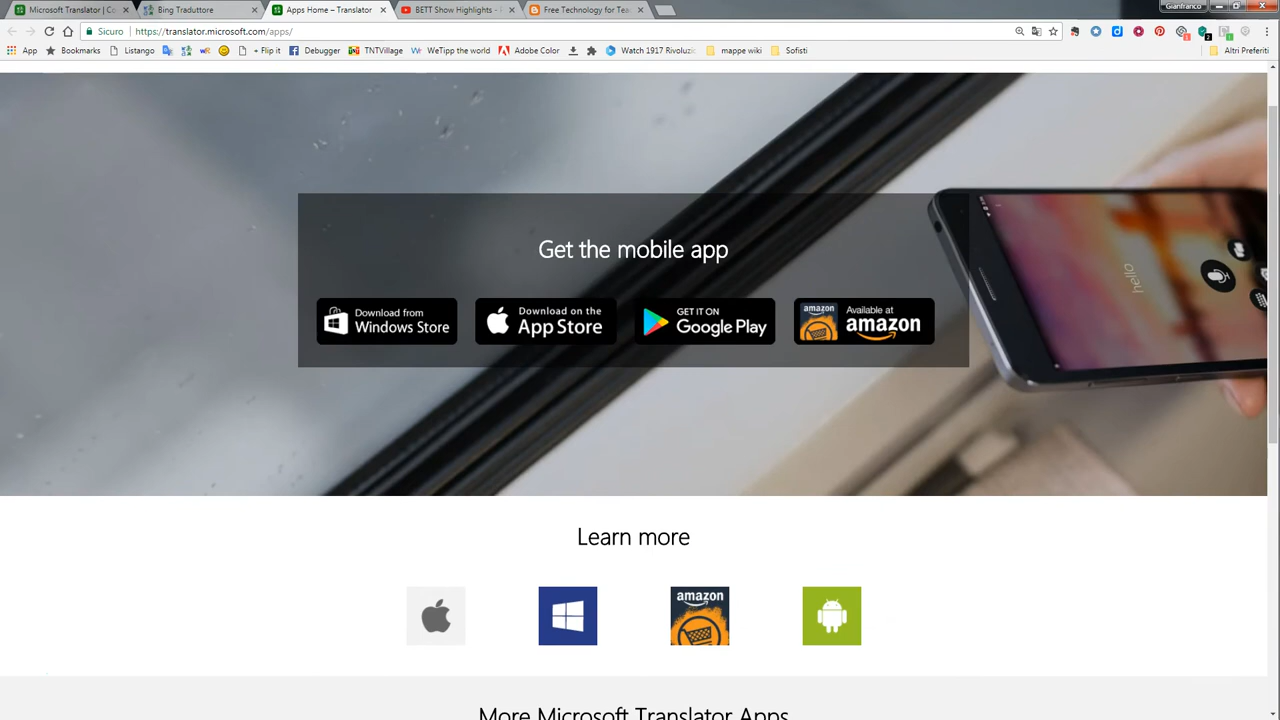 Microsoft Translator | Co
Bing Traduttore
Apps Home – Translator
BETT Show Highlights -
Free Technology for Tea
Gianfranco
Sicuro
https://translator.microsoft.com/apps/
App
Bookmarks
Listango
wR
+ Flip it
Debugger
TNTVillage
WeTipp the world
Adobe Color
Watch 1917 Rivoluzic
mappe wiki
Sofisti
Altri Preferiti
Get the mobile app
Download from
Windows Store
Download on the
App Store
GET IT ON
Google Play
amazon
Available at
amazon
hello
Learn more
amazon
More Microsoft Translator Apps